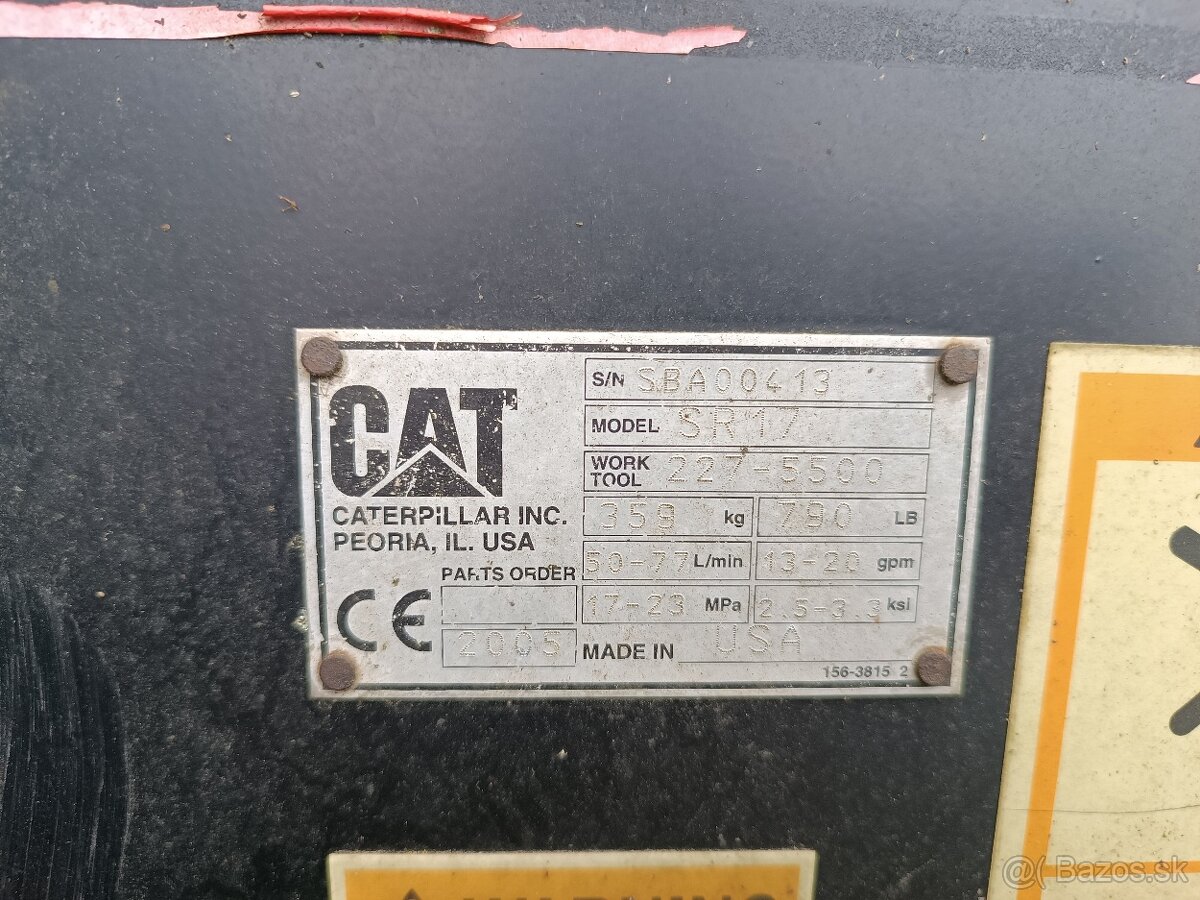 CAT
CATERPILLAR INC.
PEORIA, IL. USA
S/N SBA00413
MODEL SR17
WORK TOOL 227-5500
359 kg 790 LB
50-77 L/min 13-20 gpm
17-23 MPa 2.5-3.3 ksi
PARTS ORDER
CE
2005 MADE IN USA
156-3815 2
WARNING
@( Bazos.sk